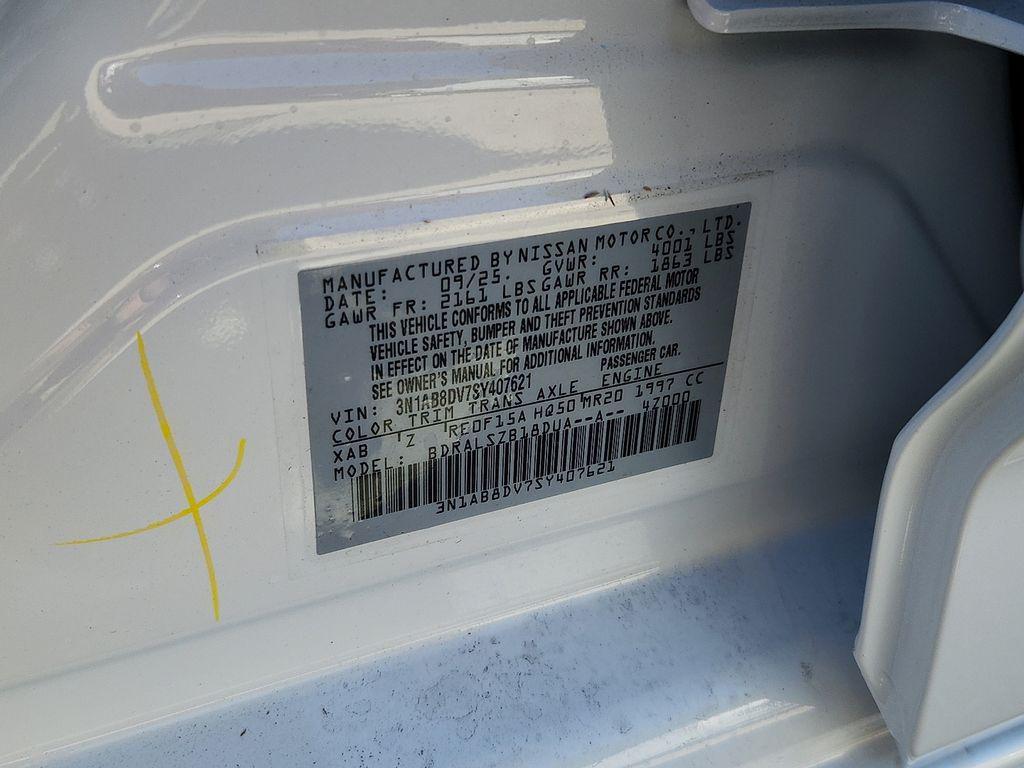 MANUFACTURED BY NISSAN MOTOR CO., LTD.
DATE: 09/25. GVWR: 4001 LBS
GAWR FR: 2161 LBS GAWR RR: 1863 LBS
THIS VEHICLE CONFORMS TO ALL APPLICABLE FEDERAL MOTOR
VEHICLE SAFETY, BUMPER AND THEFT PREVENTION STANDARDS
IN EFFECT ON THE DATE OF MANUFACTURE SHOWN ABOVE.
SEE OWNER'S MANUAL FOR ADDITIONAL INFORMATION.
VIN: 3N1AB8DV7SY407621 PASSENGER CAR.
COLOR TRIM TRANS AXLE ENGINE
XAB Z RE0F15A HQ50 MR20 1997 CC
MODEL: BDRALSZB18DUA--A-- 47000
3N1AB8DV7SY407621